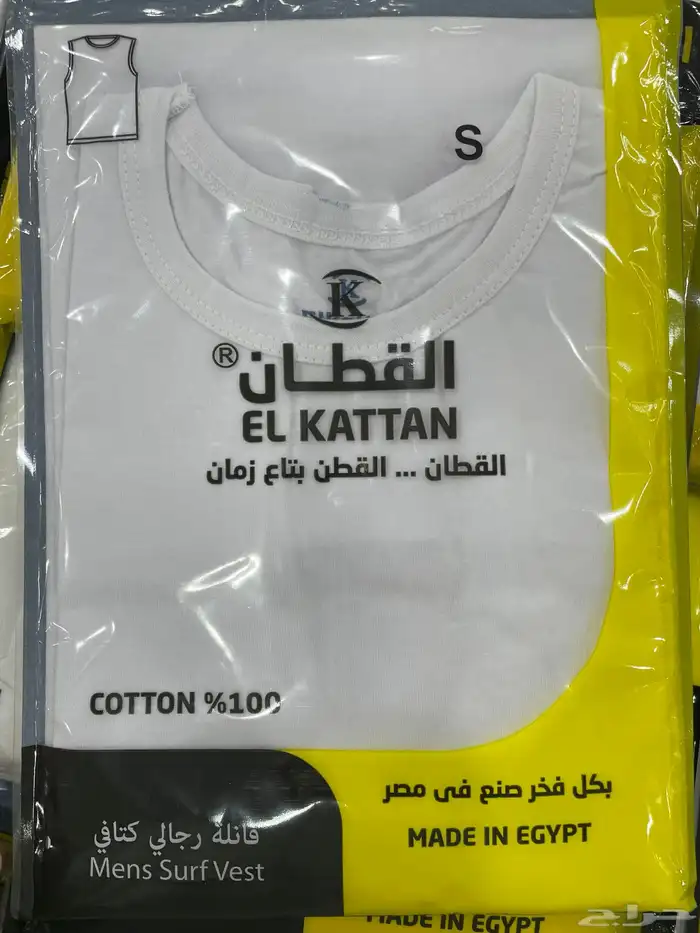 S
K
القطان®
EL KATTAN
القطان ... القطن بتاع زمان
COTTON %100
بكل فخر صنع فى مصر
MADE IN EGYPT
فانلة رجالي كتافي
Mens Surf Vest
MADE IN EGYPT
حراج